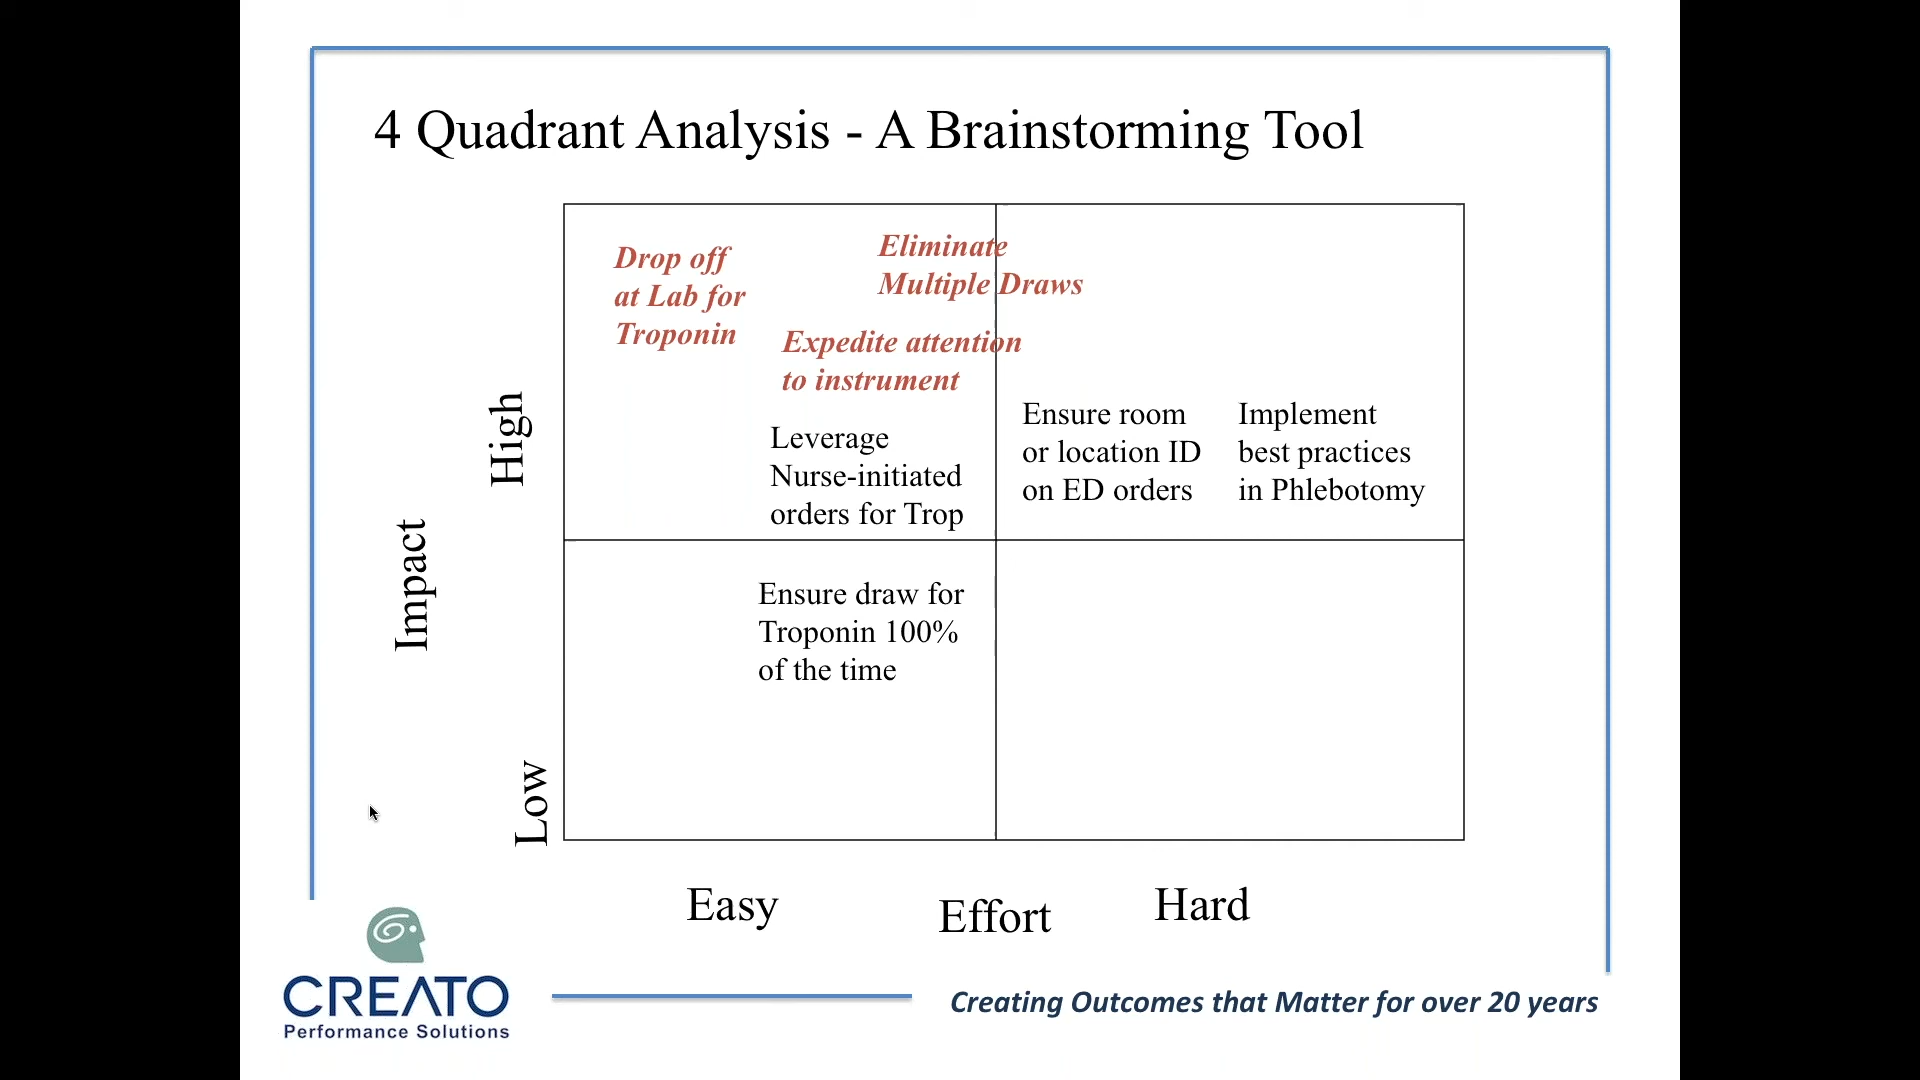 4 Quadrant Analysis - A Brainstorming Tool
Drop off
at Lab for
Troponin
Eliminate
Multiple Draws
Expedite attention
to instrument
Leverage
Nurse-initiated
orders for Trop
Ensure room
or location ID
on ED orders
Implement
best practices
in Phlebotomy
Ensure draw for
Troponin 100%
of the time
High
Impact
Low
Easy
Effort
Hard
CREATO
Performance Solutions
Creating Outcomes that Matter for over 20 years